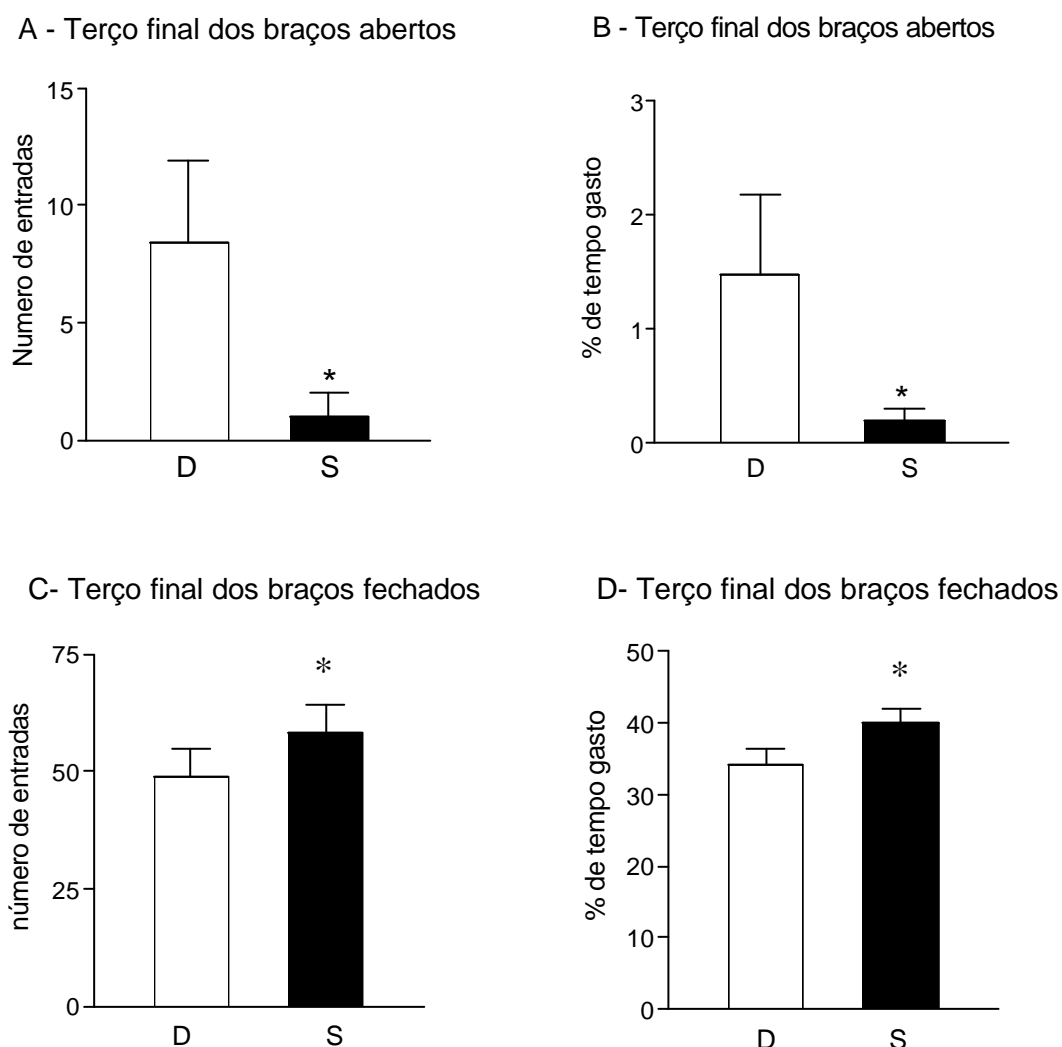 A - Terço final dos braços abertos
B - Terço final dos braços abertos
Numero de entradas
15
10
5
0
*
D
S
% de tempo gasto
3
2
1
0
*
D
S
C- Terço final dos braços fechados
D- Terço final dos braços fechados
número de entradas
75
50
25
0
*
D
S
% de tempo gasto
50
40
30
20
10
0
*
D
S